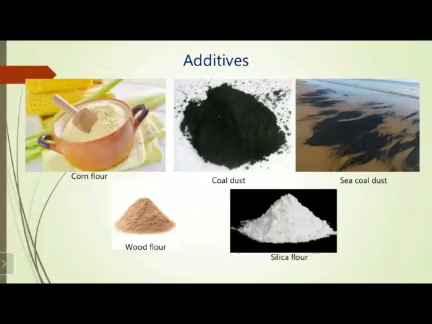 Additives
Corn flour
Coal dust
Sea coal dust
Wood flour
Silica flour